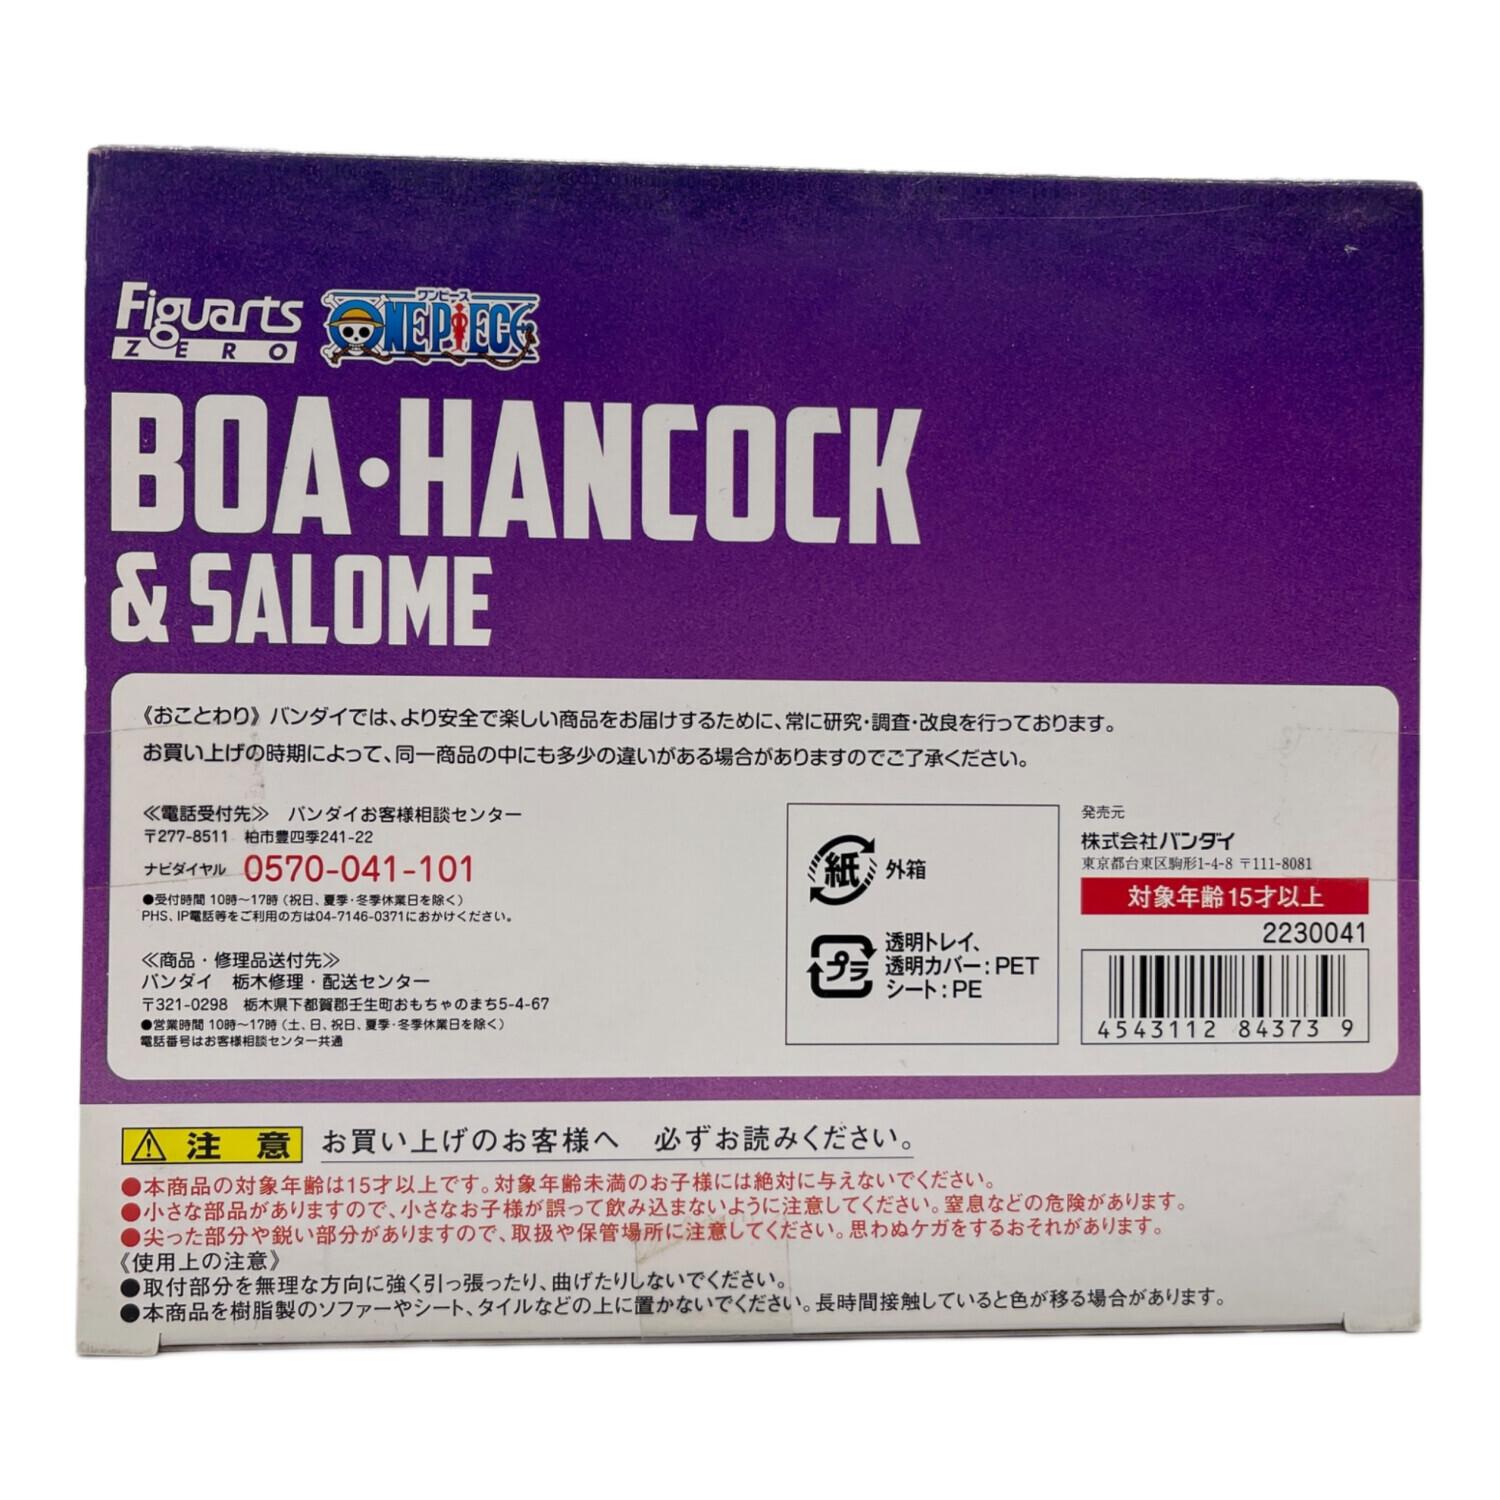 Figuarts
ZERO
ワンピース
ONE PIECE
BOA・HANCOCK
& SALOME
《おことわり》バンダイでは、より安全で楽しい商品をお届けするために、常に研究・調査・改良を行っております。
お買い上げの時期によって、同一商品の中にも多少の違いがある場合がありますのでご了承ください。
≪電話受付先≫ バンダイお客様相談センター
〒277-8511 柏市豊四季241-22
ナビダイヤル 0570-041-101
●受付時間 10時〜17時（祝日、夏季・冬季休業日を除く）
PHS、IP電話等をご利用の方は04-7146-0371におかけください。
≪商品・修理品送付先≫
バンダイ 栃木修理・配送センター
〒321-0298 栃木県下都賀郡壬生町おもちゃのまち5-4-67
●営業時間 10時〜17時（土、日、祝日、夏季・冬季休業日を除く）
電話番号はお客様相談センター共通
紙 外箱
プラ 透明トレイ、
透明カバー：PET
シート：PE
発売元
株式会社バンダイ
東京都台東区駒形1-4-8 〒111-8081
対象年齢15才以上
2230041
4543112 84373 9
注 意 お買い上げのお客様へ 必ずお読みください。
●本商品の対象年齢は15才以上です。対象年齢未満のお子様には絶対に与えないでください。
●小さな部品がありますので、小さなお子様が誤って飲み込まないように注意してください。窒息などの危険があります。
●尖った部分や鋭い部分がありますので、取扱や保管場所に注意してください。思わぬケガをするおそれがあります。
《使用上の注意》
●取付部分を無理な方向に強く引っ張ったり、曲げたりしないでください。
●本商品を樹脂製のソファーやシート、タイルなどの上に置かないでください。長時間接触していると色が移る場合があります。